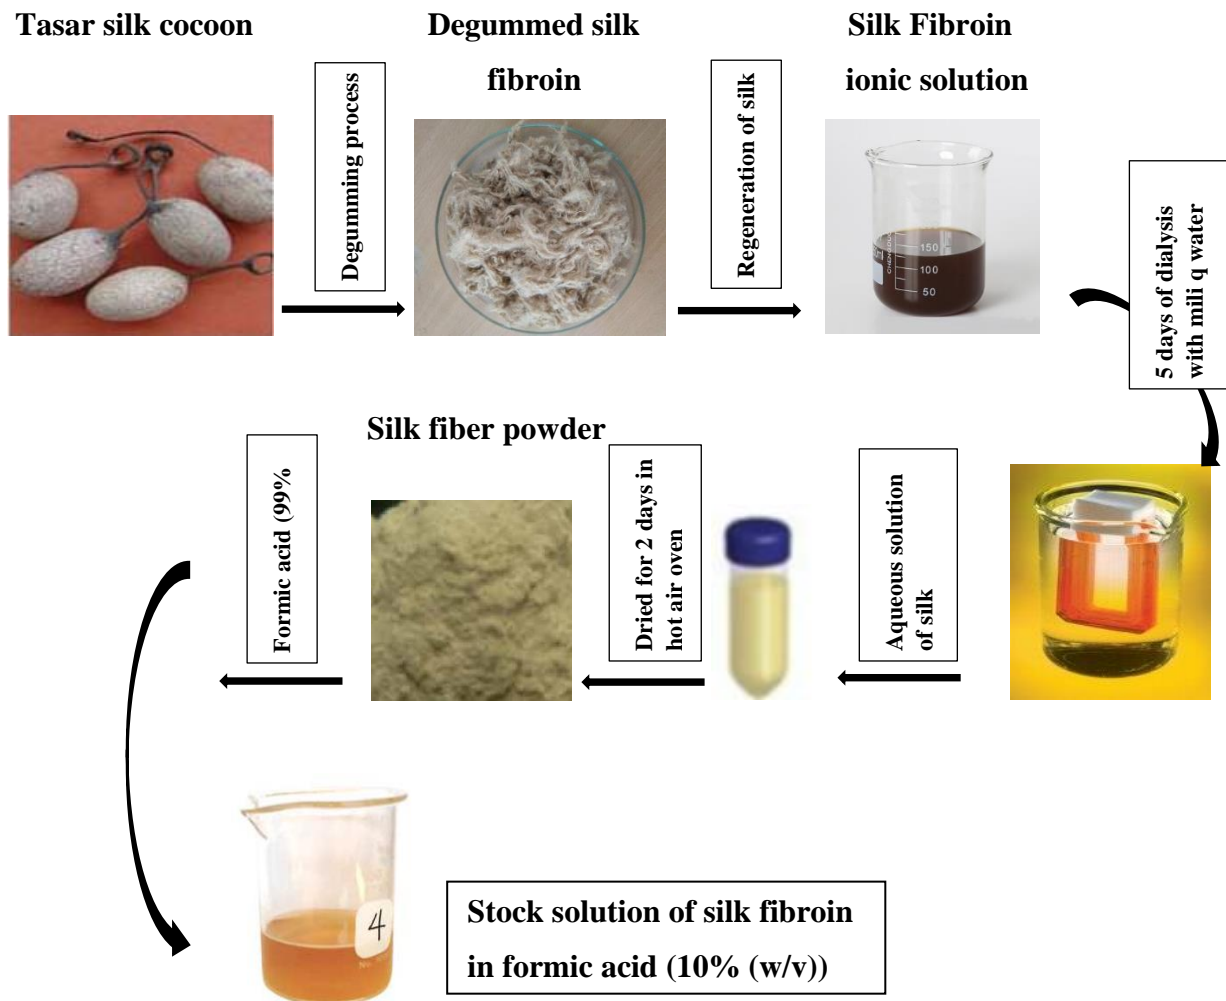 Tasar silk cocoon
Degumming process
Degummed silk
fibroin
Regeneration of silk
Silk Fibroin
ionic solution
150
100
50
5 days of dialysis
with mili q water
Aqueous solution
of silk
Dried for 2 days in
hot air oven
Silk fiber powder
Formic acid (99%
4
Stock solution of silk fibroin
in formic acid (10% (w/v))